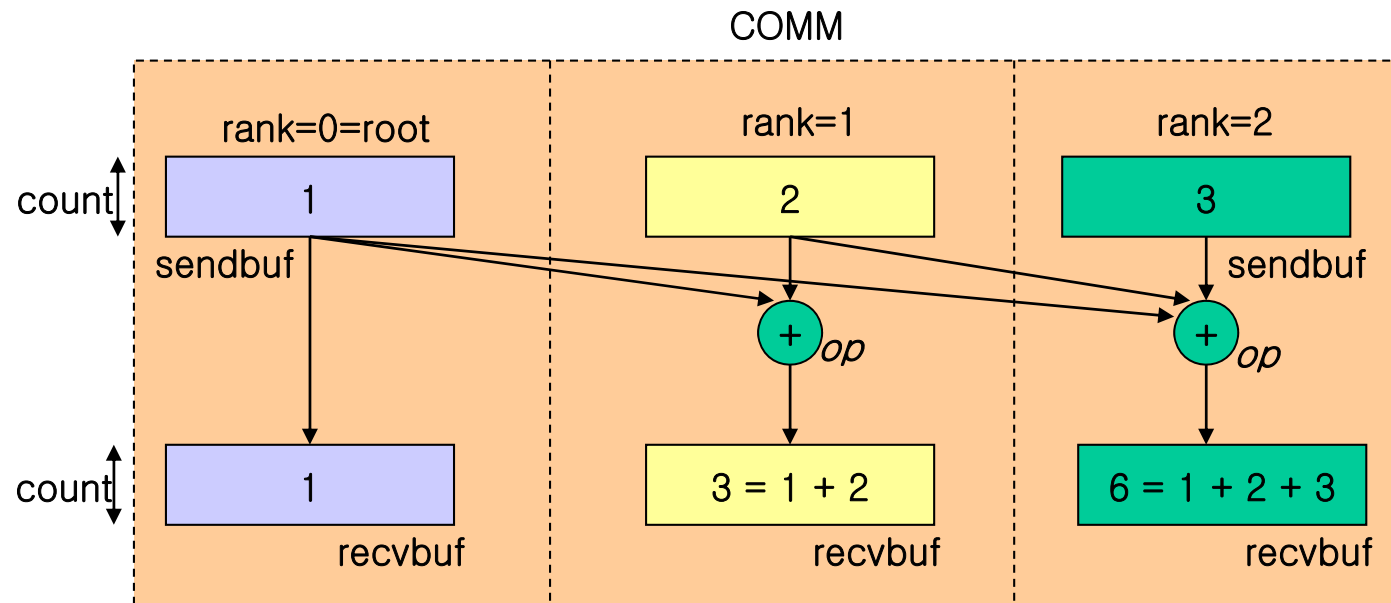 COMM
rank=0=root
rank=1
rank=2
count
1
2
3
sendbuf
sendbuf
+
op
+
op
count
1
3 = 1 + 2
6 = 1 + 2 + 3
recvbuf
recvbuf
recvbuf